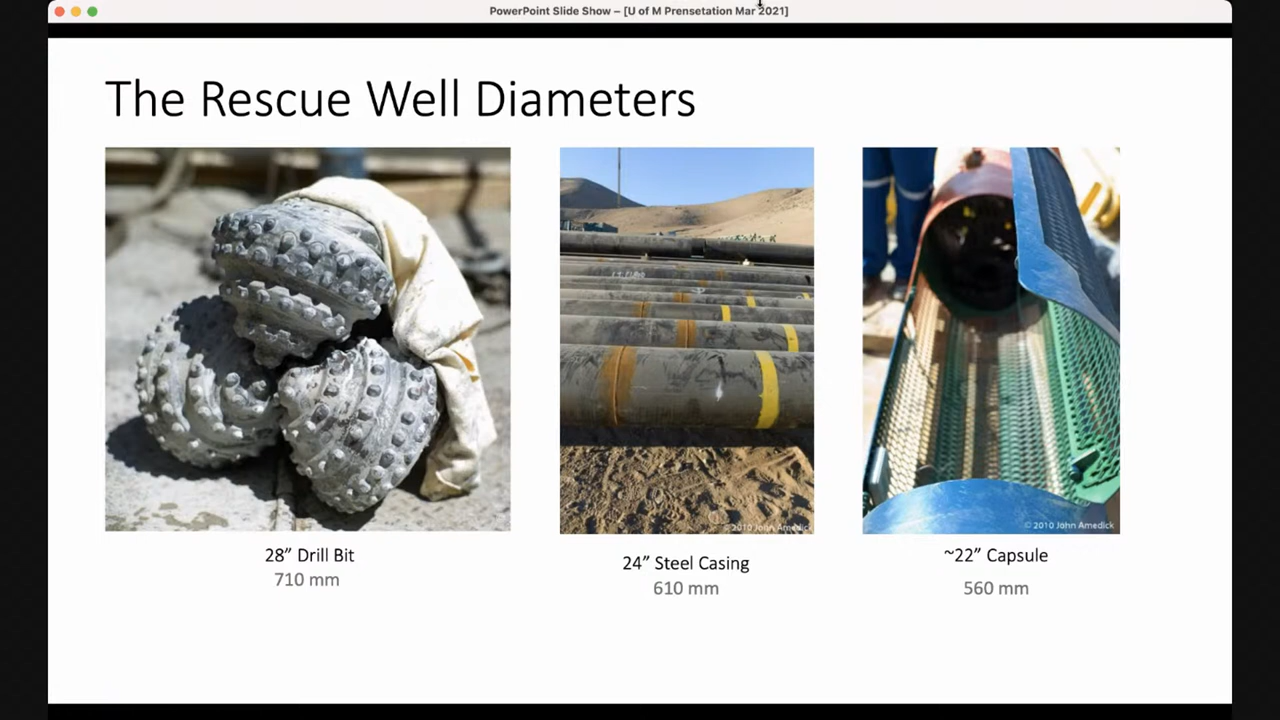 PowerPoint Slide Show – [U of M Prensetation Mar 2021]
The Rescue Well Diameters
© 2010 John Amedick
© 2010 John Amedick
28” Drill Bit
710 mm
24” Steel Casing
610 mm
~22” Capsule
560 mm